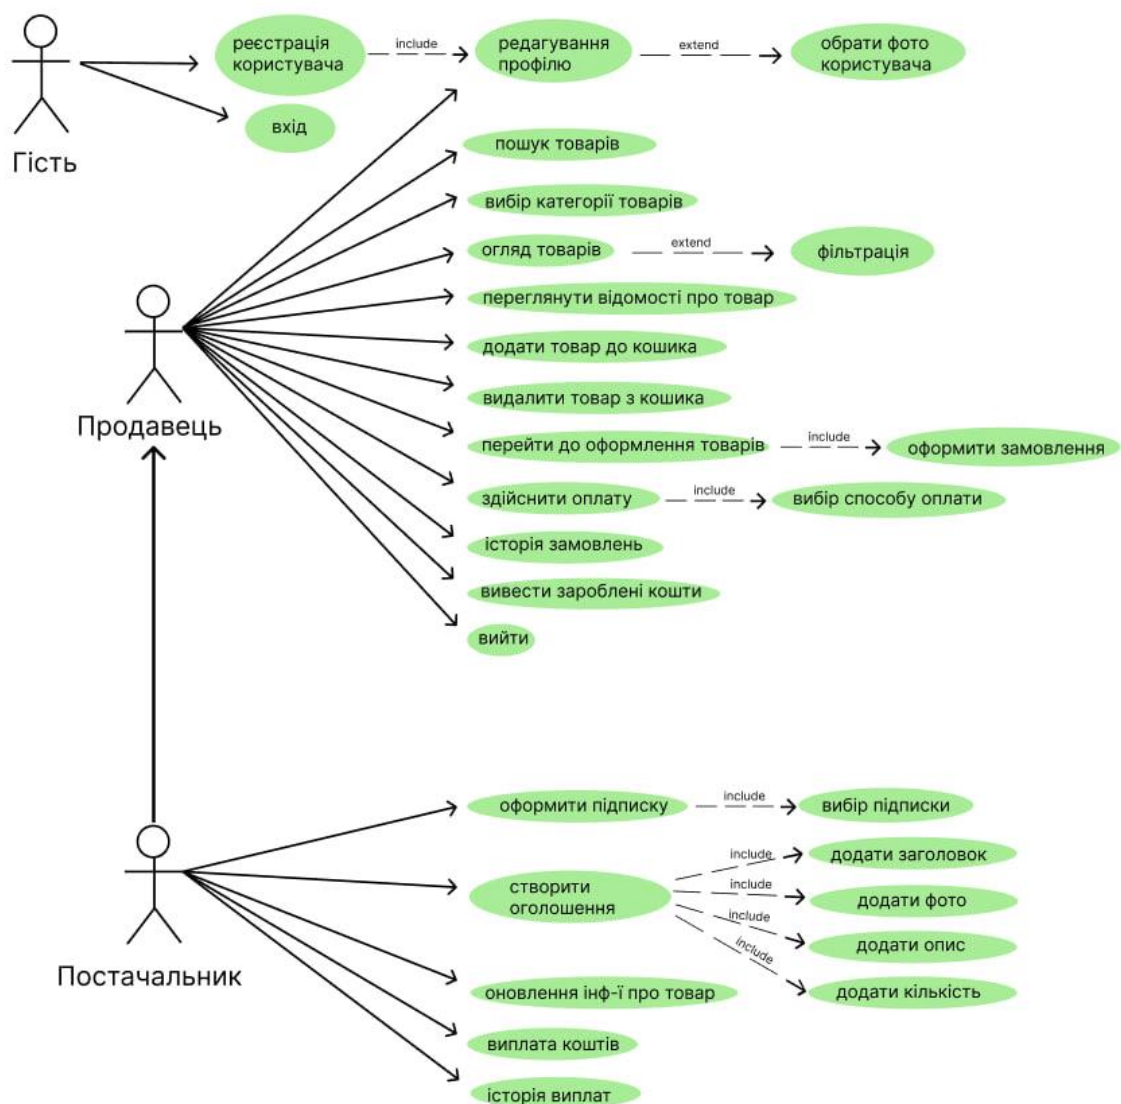 реєстрація
користувача
include
редагування
профілю
extend
обрати фото
користувача
вхід
Гість
пошук товарів
вибір категорії товарів
огляд товарів
extend
фільтрація
переглянути відомості про товар
додати товар до кошика
видалити товар з кошика
Продавець
перейти до оформлення товарів
include
оформити замовлення
здійснити оплату
include
вибір способу оплати
історія замовлень
вивести зароблені кошти
вийти
оформити підписку
include
вибір підписки
створити
оголошення
include
додати заголовок
include
додати фото
include
додати опис
include
додати кількість
Постачальник
оновлення інф-ї про товар
виплата коштів
історія виплат